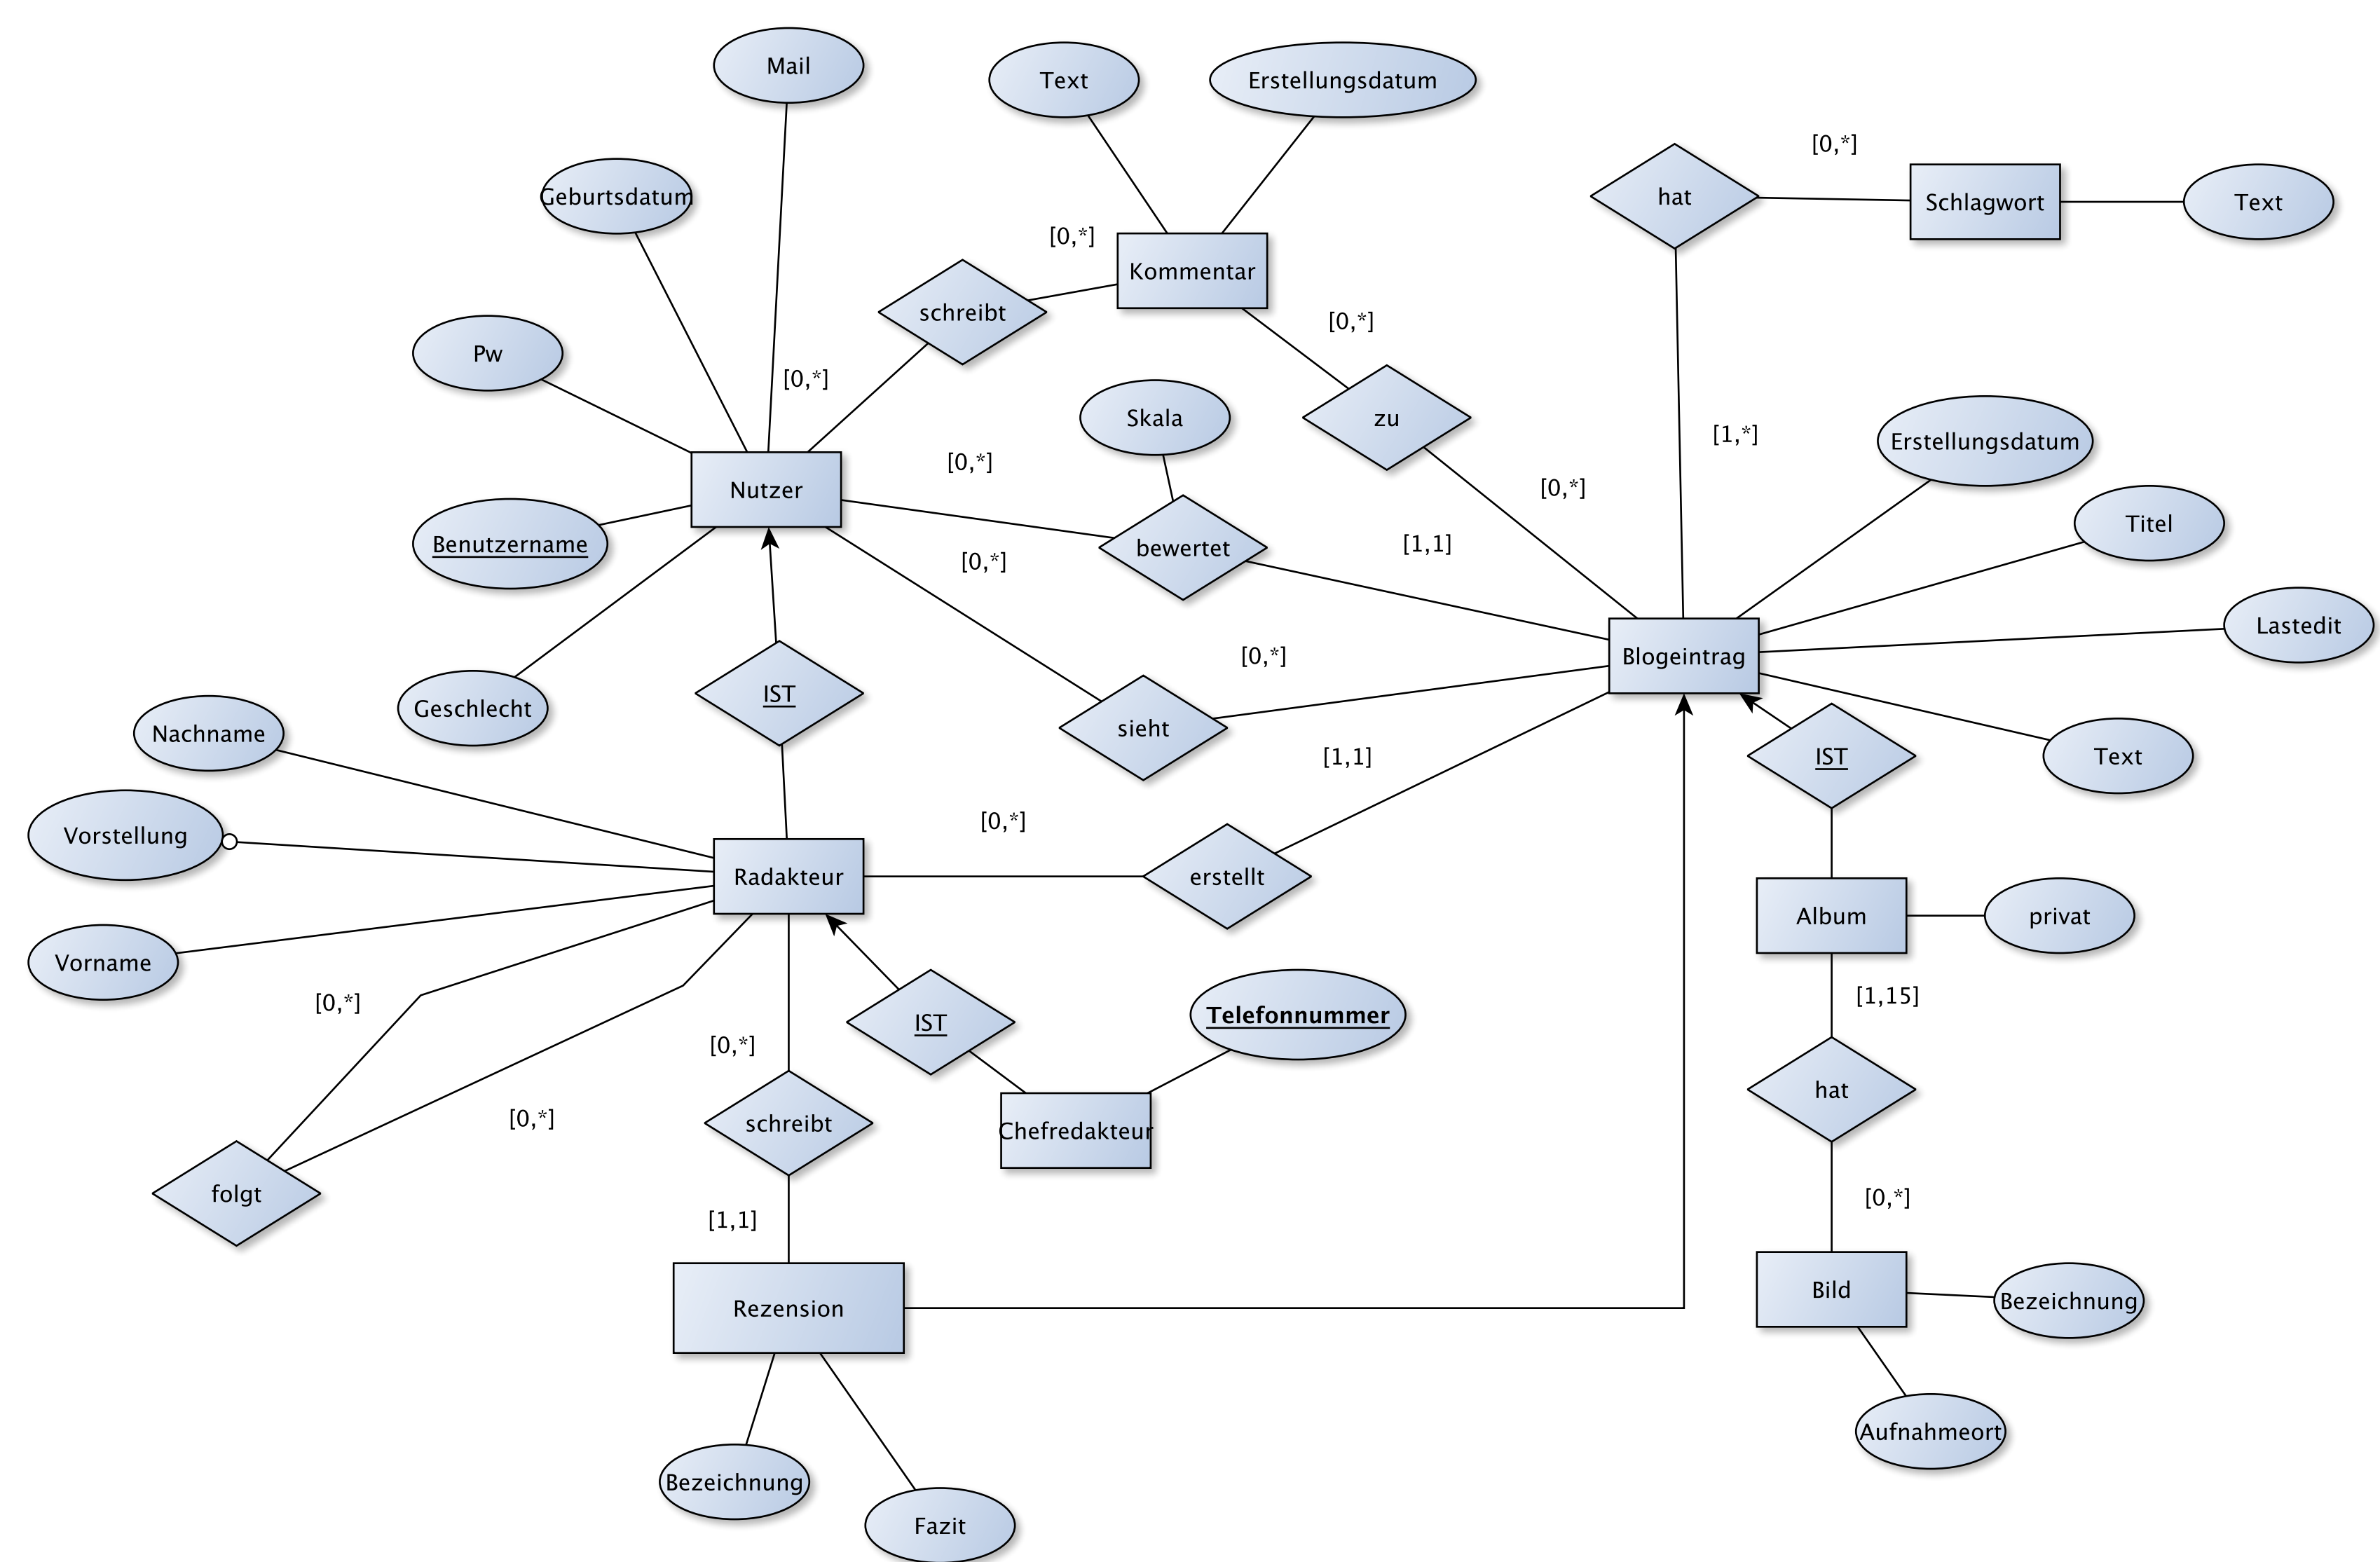 Mail
Text
Erstellungsdatum
[0,*]
hat
Schlagwort
Text
Geburtsdatum
[0,*]
Kommentar
schreibt
[0,*]
Pw
[0,*]
Skala
zu
[1,*]
Erstellungsdatum
[0,*]
Nutzer
[0,*]
Titel
Benutzername
bewertet
[1,1]
[0,*]
Lastedit
[0,*]
Blogeintrag
IST
Geschlecht
sieht
Nachname
[1,1]
IST
Text
Vorstellung
[0,*]
Radakteur
erstellt
Album
privat
Vorname
[0,*]
[1,15]
IST
Telefonnummer
[0,*]
hat
[0,*]
schreibt
Chefredakteur
folgt
[0,*]
[1,1]
Rezension
Bild
Bezeichnung
Aufnahmeort
Bezeichnung
Fazit